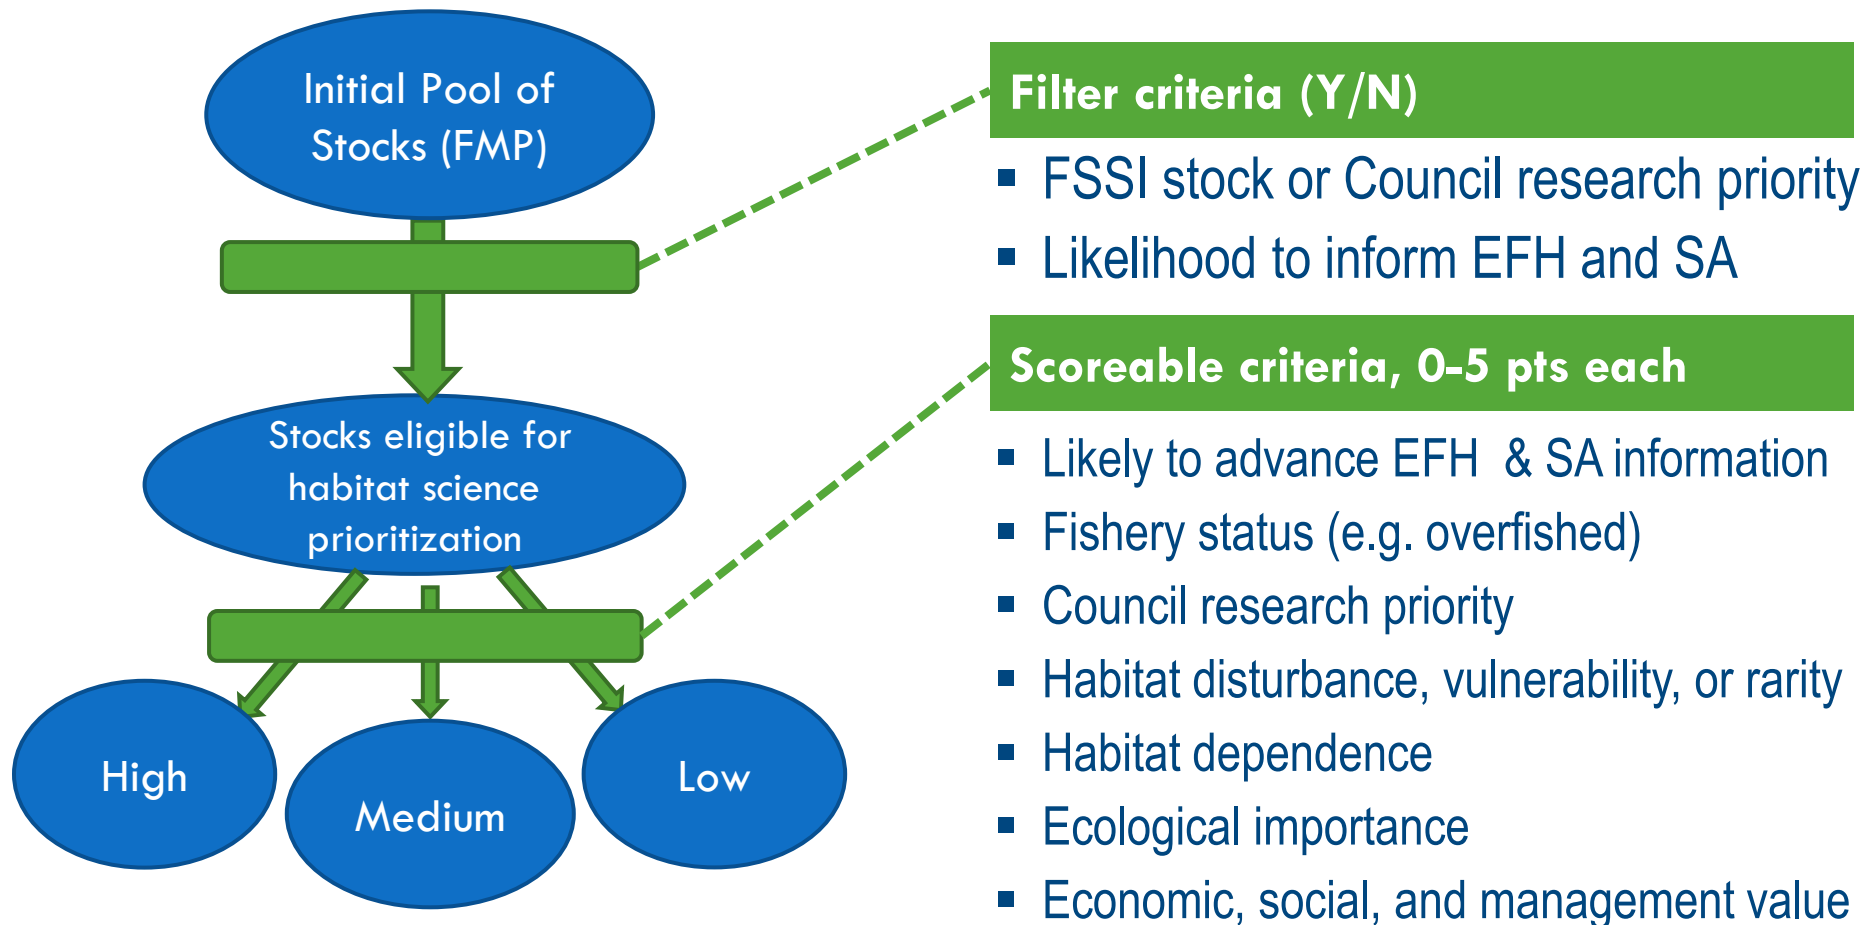 Initial Pool of
Stocks (FMP)
Stocks eligible for
habitat science
prioritization
High
Medium
Low
Filter criteria (Y/N)
▪ FSSI stock or Council research priority
▪ Likelihood to inform EFH and SA
Scoreable criteria, 0-5 pts each
▪ Likely to advance EFH & SA information
▪ Fishery status (e.g. overfished)
▪ Council research priority
▪ Habitat disturbance, vulnerability, or rarity
▪ Habitat dependence
▪ Ecological importance
▪ Economic, social, and management value